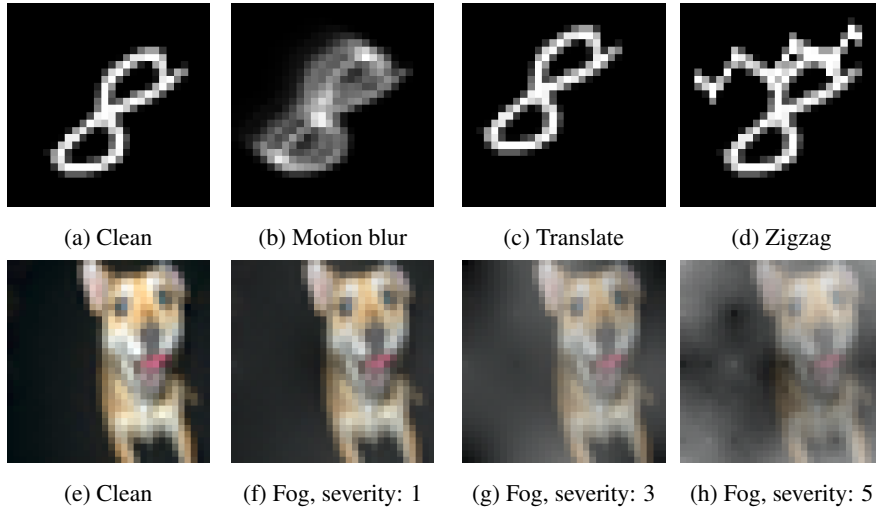 (a) Clean
(b) Motion blur
(c) Translate
(d) Zigzag
(e) Clean
(f) Fog, severity: 1
(g) Fog, severity: 3
(h) Fog, severity: 5